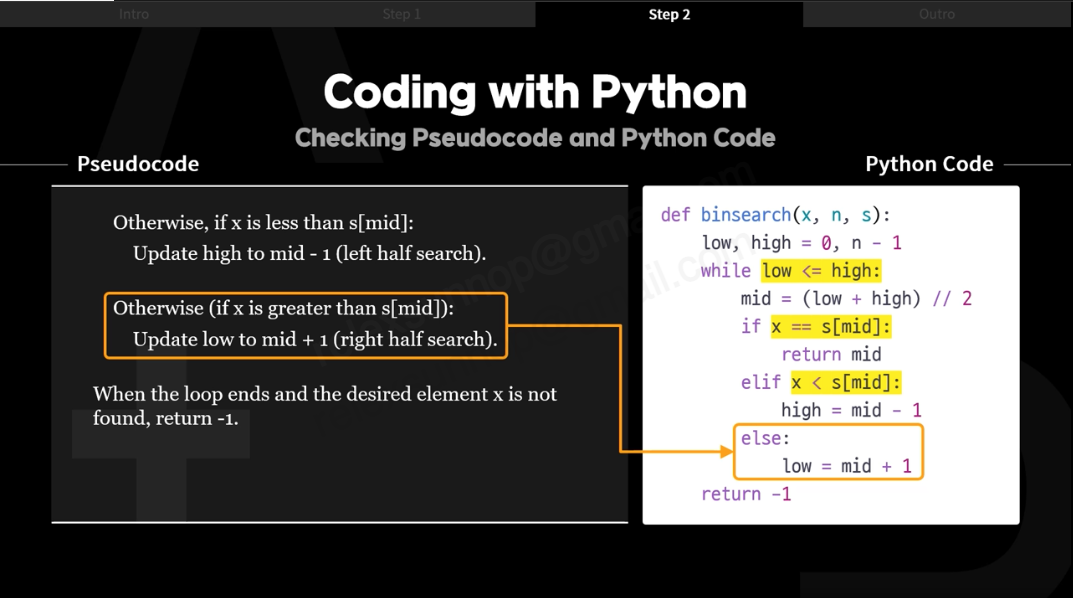 Intro
Step 1
Step 2
Outro
Coding with Python
Checking Pseudocode and Python Code
Pseudocode
Otherwise, if x is less than s[mid]:
Update high to mid - 1 (left half search).
Otherwise (if x is greater than s[mid]):
Update low to mid + 1 (right half search).
When the loop ends and the desired element x is not
found, return -1.
Python Code
def binsearch(x, n, s):
low, high = 0, n - 1
while low <= high:
mid = (low + high) // 2
if x == s[mid]:
return mid
elif x < s[mid]:
high = mid - 1
else:
low = mid + 1
return -1